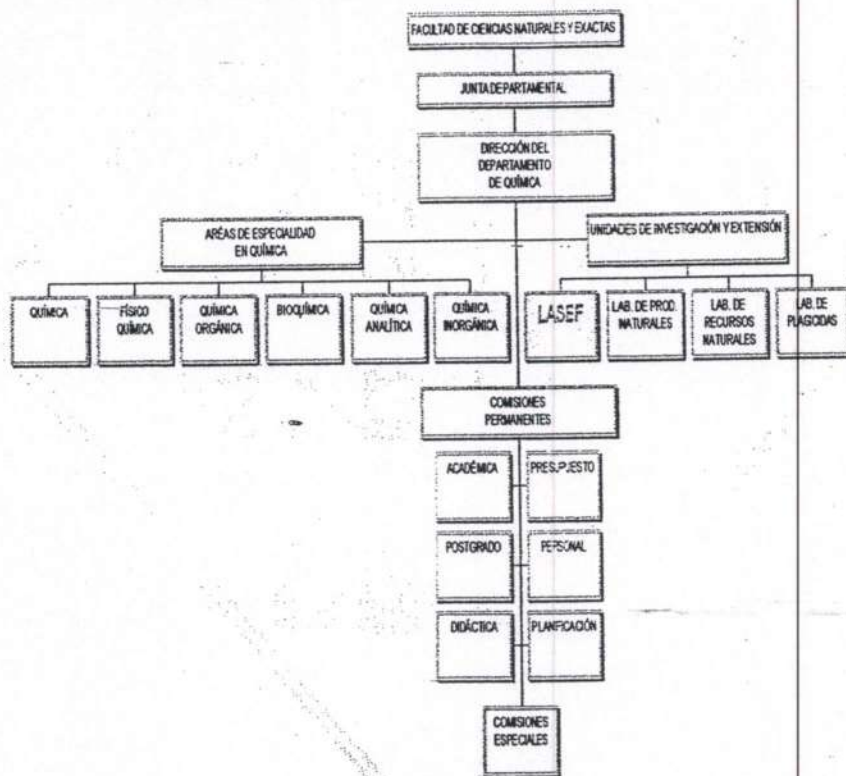 FACULTAD DE CIENCIAS NATURALES Y EXACTAS
JUNTA DEPARTAMENTAL
DIRECCIÓN DEL
DEPARTAMENTO
DE QUÍMICA
ARÉAS DE ESPECIALIDAD
EN QUÍMICA
UNIDADES DE INVESTIGACIÓN Y EXTENSIÓN
QUÍMICA
FÍSICO
QUÍMICA
QUÍMICA
ORGÁNICA
BIOQUÍMICA
QUÍMICA
ANALÍTICA
QUÍMICA
INORGÁNICA
LASEF
LAB. DE PROD.
NATURALES
LAB. DE
RECURSOS
NATURALES
LAB. DE
PLAGICIDAS
COMISIONES
PERMANENTES
ACADÉMICA
PRESUPUESTO
POSTGRADO
PERSONAL
DIDÁCTICA
PLANIFICACIÓN
COMISIONES
ESPECIALES